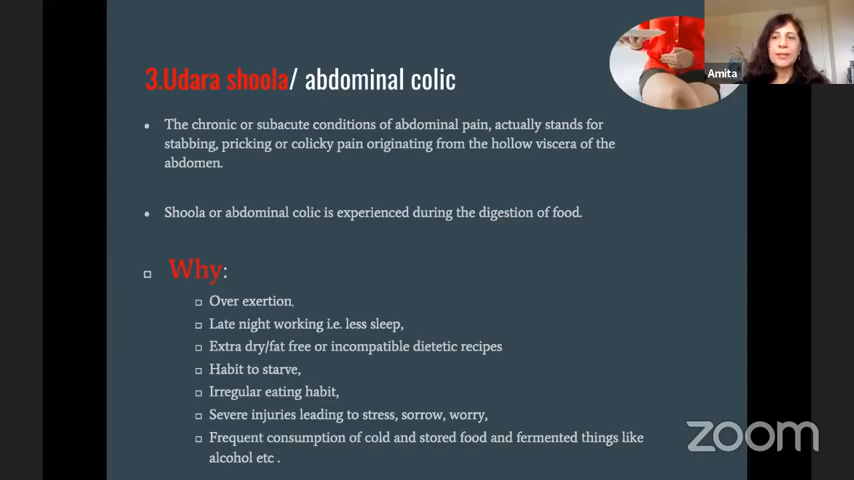 3.Udara shoola/ abdominal colic
Amita
The chronic or subacute conditions of abdominal pain, actually stands for
stabbing, pricking or colicky pain originating from the hollow viscera of the
abdomen.
Shoola or abdominal colic is experienced during the digestion of food.
Why:
Over exertion.
Late night working i.e. less sleep,
Extra dry/fat free or incompatible dietetic recipes
Habit to starve,
Irregular eating habit,
Severe injuries leading to stress, sorrow, worry,
Frequent consumption of cold and stored food and fermented things like
alcohol etc .
zoom